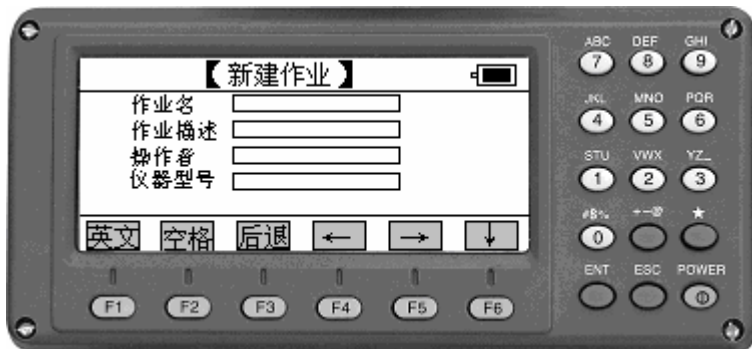 【新建作业】
作业名
作业描述
操作者
仪器型号
英文 空格 后退 ← → ↓
F1 F2 F3 F4 F5 F6
ABC DEF GHI
7 8 9
JKL MNO PQR
4 5 6
STU VWX YZ_
1 2 3
#$% +-@ ★
0
ENT ESC POWER